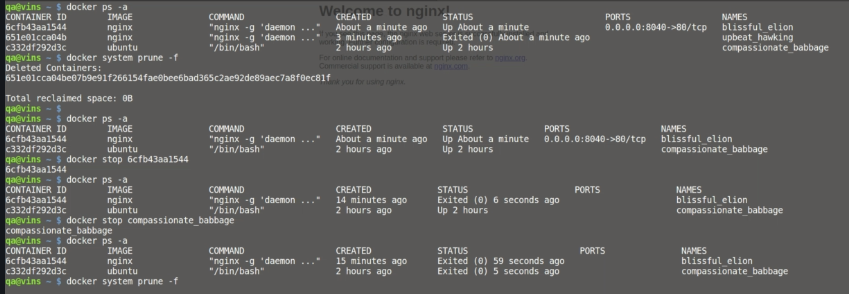 qa@vins ~ $ docker ps -a
CONTAINER ID IMAGE COMMAND CREATED STATUS PORTS NAMES
6cfb43aa1544 nginx "nginx -g 'daemon ..." About a minute ago Up About a minute 0.0.0.0:8040->80/tcp blissful_elion
651e01cca04b nginx "nginx -g 'daemon ..." 3 minutes ago Exited (0) About a minute ago upbeat_hawking
c332df292d3c ubuntu "/bin/bash" 2 hours ago Up 2 hours compassionate_babbage
qa@vins ~ $ docker system prune -f
Deleted Containers:
651e01cca04be07b9e91f266154fae0bee6bad365c2ae92de89aec7a8f0ec81f
Total reclaimed space: 0B
qa@vins ~ $
qa@vins ~ $ docker ps -a
CONTAINER ID IMAGE COMMAND CREATED STATUS PORTS NAMES
6cfb43aa1544 nginx "nginx -g 'daemon ..." About a minute ago Up About a minute 0.0.0.0:8040->80/tcp blissful_elion
c332df292d3c ubuntu "/bin/bash" 2 hours ago Up 2 hours compassionate_babbage
qa@vins ~ $ docker stop 6cfb43aa1544
6cfb43aa1544
qa@vins ~ $ docker ps -a
CONTAINER ID IMAGE COMMAND CREATED STATUS PORTS NAMES
6cfb43aa1544 nginx "nginx -g 'daemon ..." 14 minutes ago Exited (0) 6 seconds ago blissful_elion
c332df292d3c ubuntu "/bin/bash" 2 hours ago Up 2 hours compassionate_babbage
qa@vins ~ $ docker stop compassionate_babbage
compassionate_babbage
qa@vins ~ $ docker ps -a
CONTAINER ID IMAGE COMMAND CREATED STATUS PORTS NAMES
6cfb43aa1544 nginx "nginx -g 'daemon ..." 15 minutes ago Exited (0) 59 seconds ago blissful_elion
c332df292d3c ubuntu "/bin/bash" 2 hours ago Exited (0) 5 seconds ago compassionate_babbage
qa@vins ~ $ docker system prune -f
Welcome to nginx!
For online documentation and support please refer to nginx.org.
Commercial support is available at nginx.com.
Thank you for using nginx.